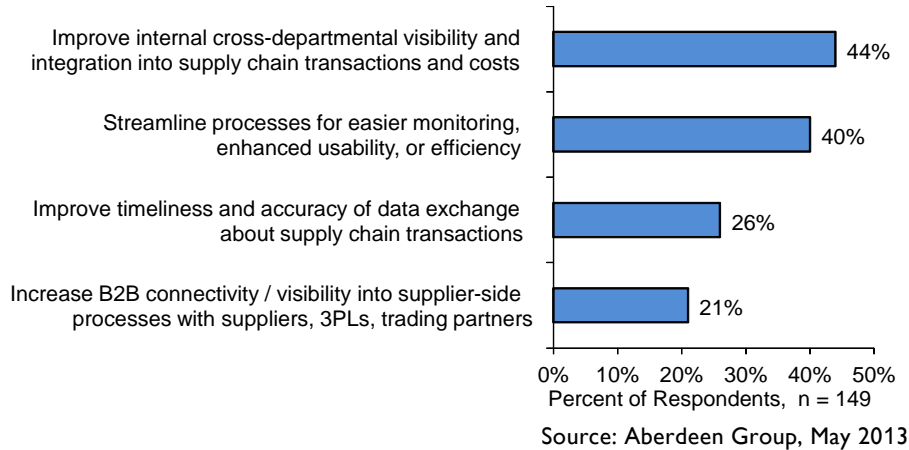 Improve internal cross-departmental visibility and
integration into supply chain transactions and costs
44%
Streamline processes for easier monitoring,
enhanced usability, or efficiency
40%
Improve timeliness and accuracy of data exchange
about supply chain transactions
26%
Increase B2B connectivity / visibility into supplier-side
processes with suppliers, 3PLs, trading partners
21%
0% 10% 20% 30% 40% 50%
Percent of Respondents, n = 149
Source: Aberdeen Group, May 2013